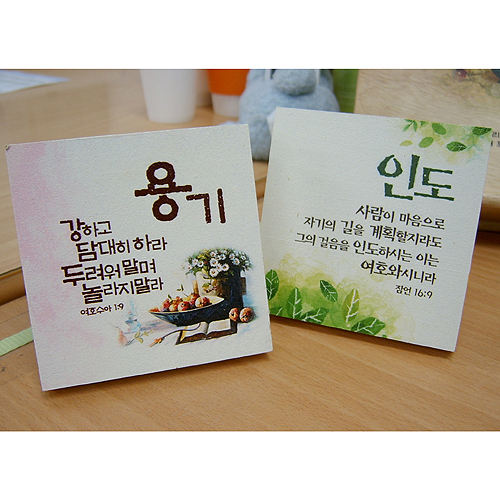 용기
강하고
담대히 하라
두려워 말며
놀라지 말라
여호수아 1:9
인도
사람이 마음으로
자기의 길을 계획할지라도
그의 걸음을 인도하시는 이는
여호와시니라
잠언 16:9